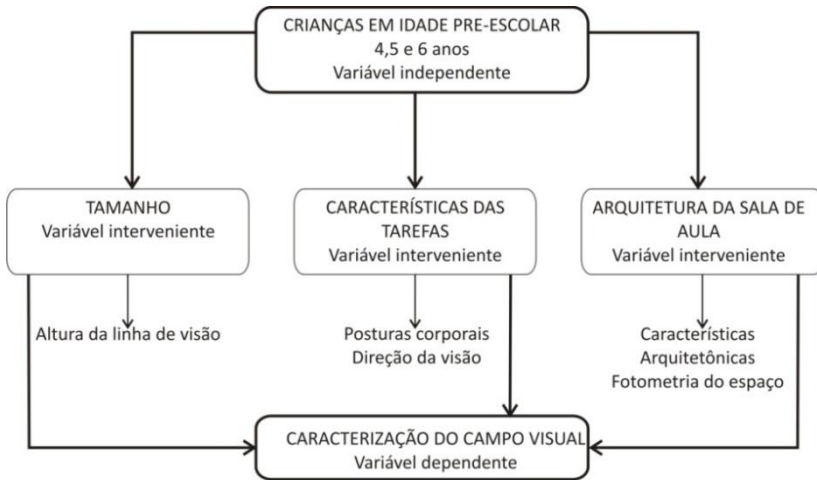 CRIANÇAS EM IDADE PRE-ESCOLAR
4,5 e 6 anos
Variável independente
TAMANHO
Variável interveniente
CARACTERÍSTICAS DAS
TAREFAS
Variável interveniente
ARQUITETURA DA SALA DE
AULA
Variável interveniente
Altura da linha de visão
Posturas corporais
Direção da visão
Características
Arquitetônicas
Fotometria do espaço
CARACTERIZAÇÃO DO CAMPO VISUAL
Variável dependente